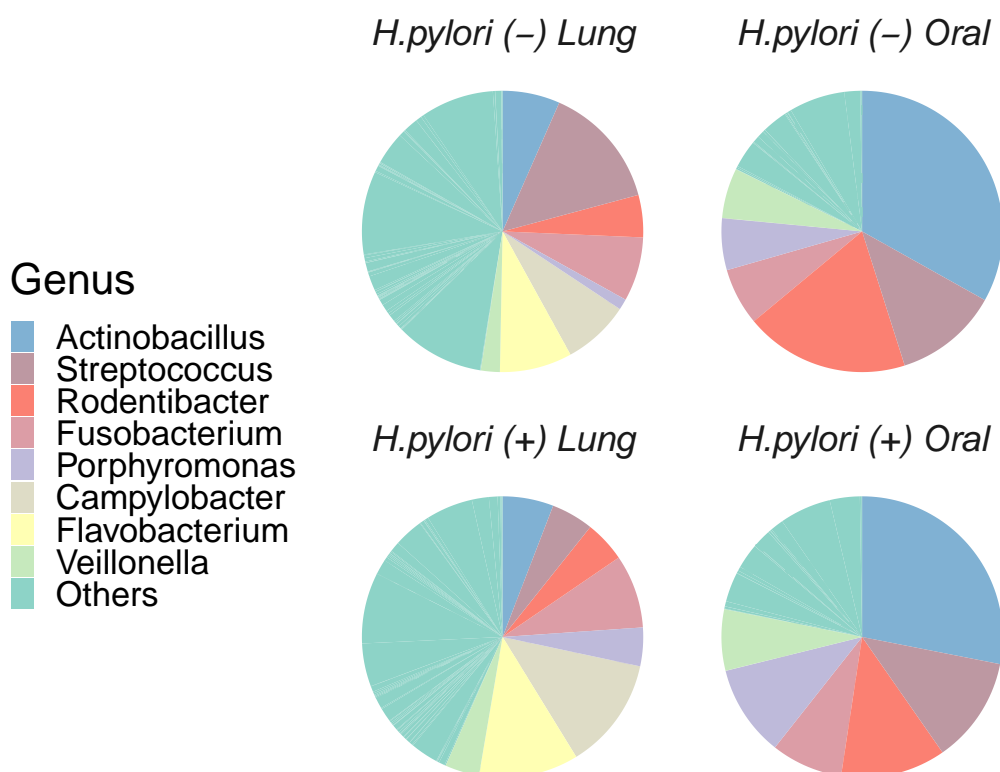 H.pylori (−) Lung
H.pylori (−) Oral
Genus
Actinobacillus
Streptococcus
Rodentibacter
Fusobacterium
Porphyromonas
Campylobacter
Flavobacterium
Veillonella
Others
H.pylori (+) Lung
H.pylori (+) Oral